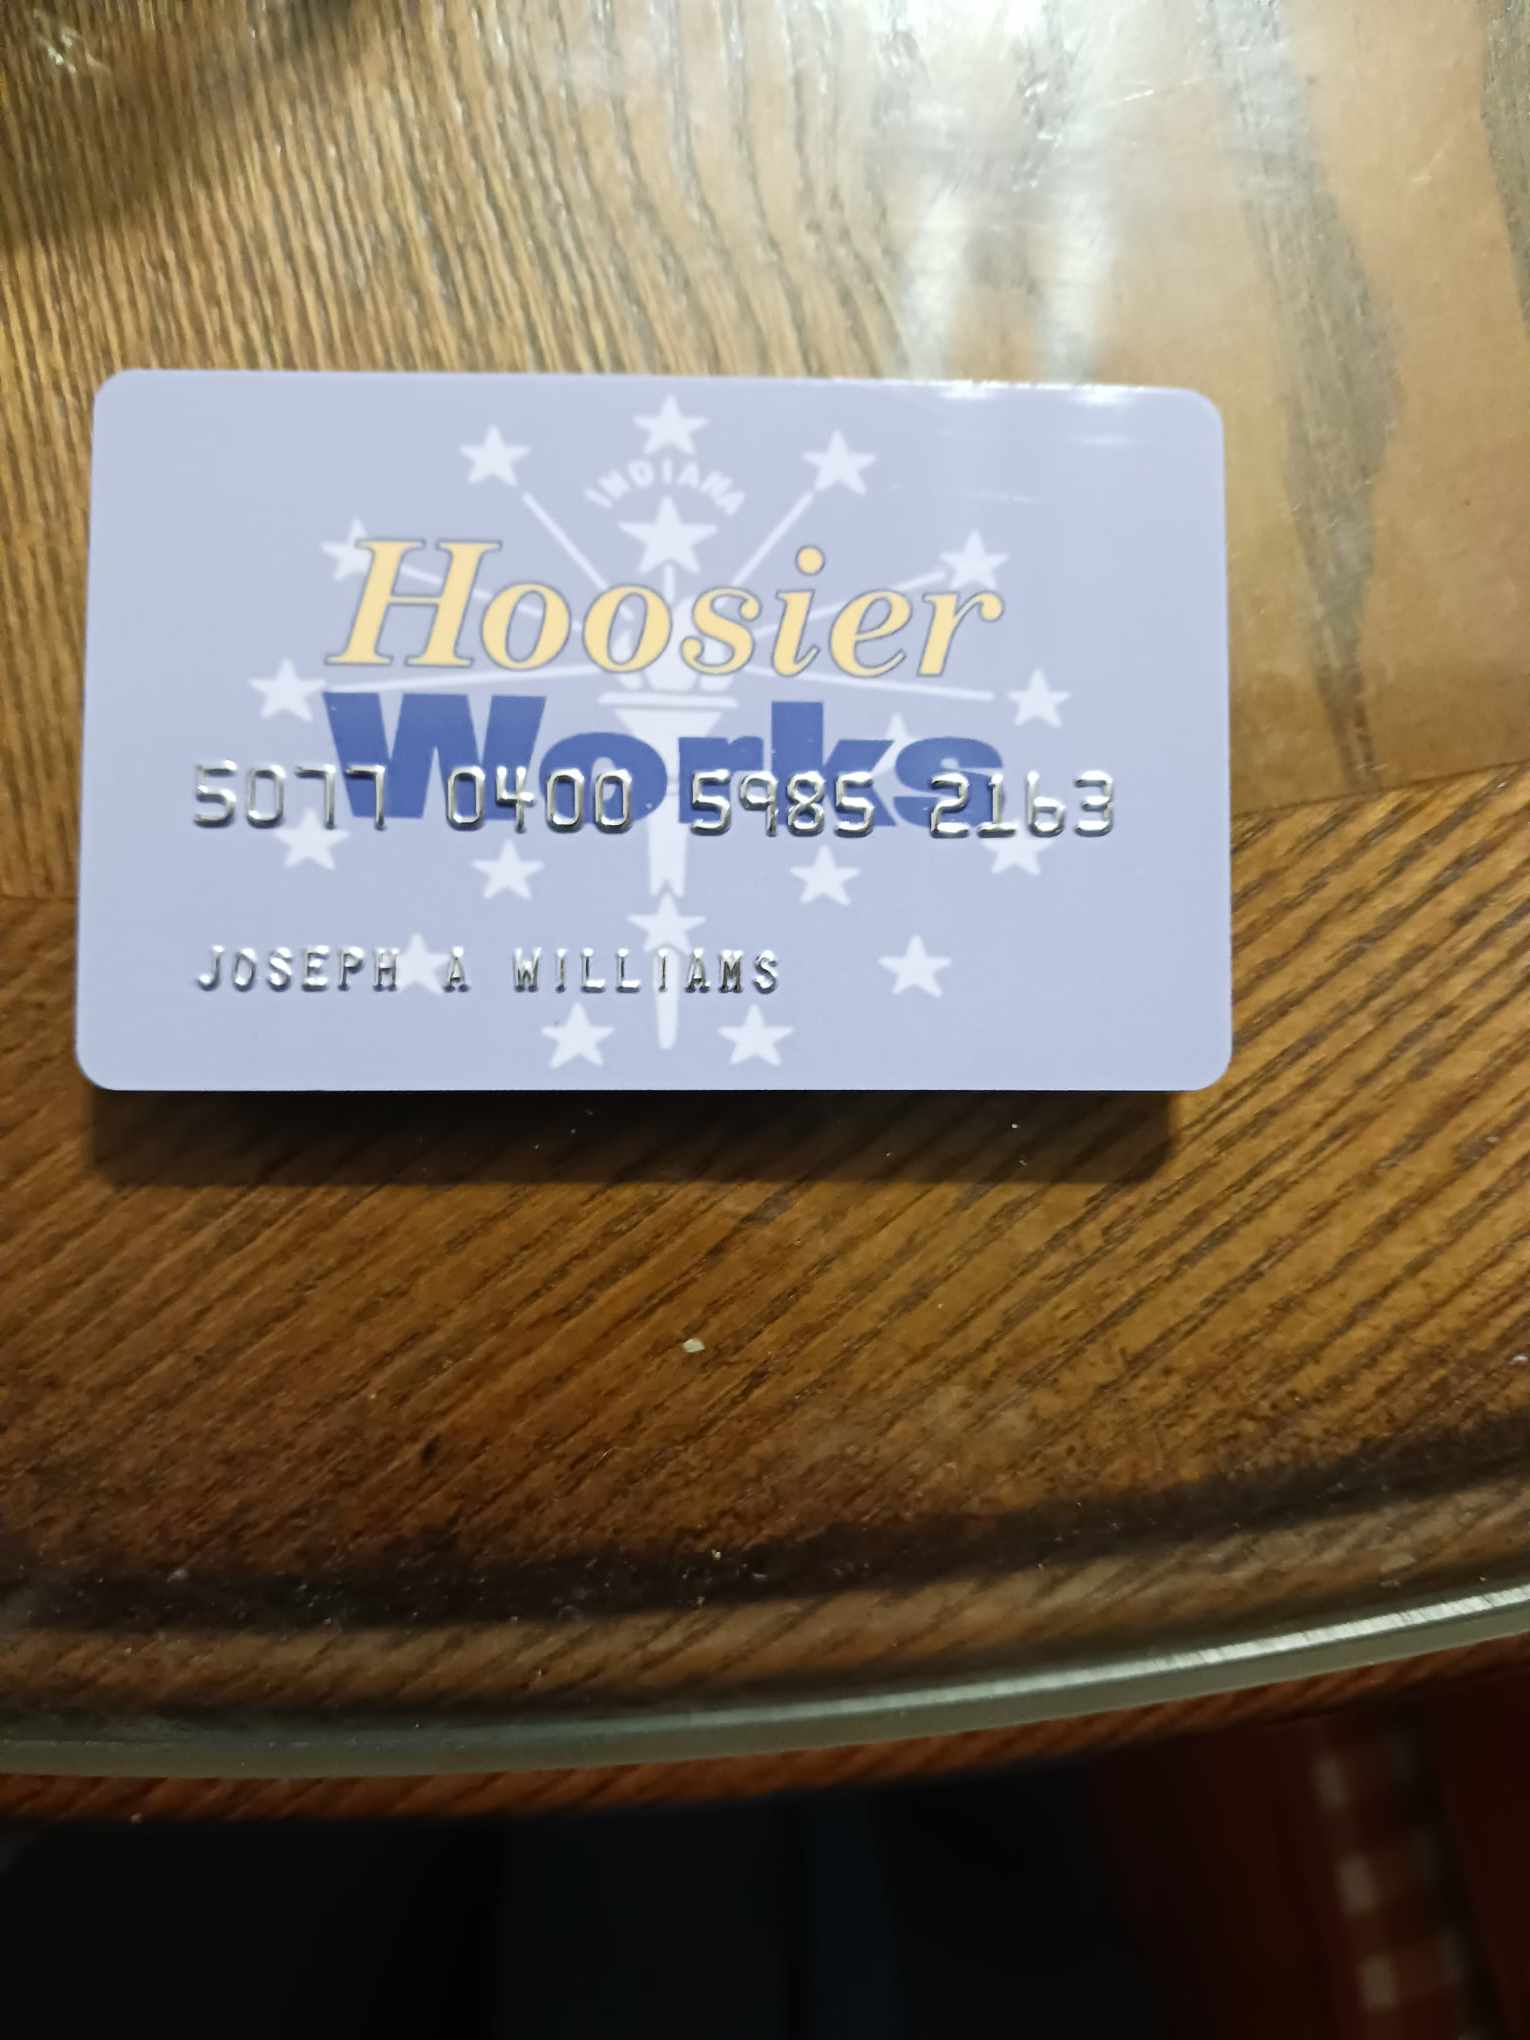 INDIANA
Hoosier
Works
5077 0400 5985 2163
JOSEPH A WILLIAMS